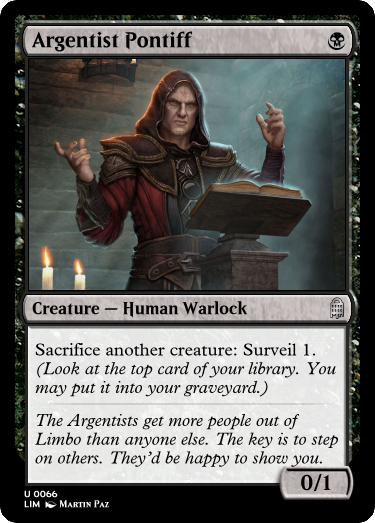 Argentist Pontiff
Creature — Human Warlock
Sacrifice another creature: Surveil 1.
(Look at the top card of your library. You
may put it into your graveyard.)
The Argentists get more people out of
Limbo than anyone else. The key is to step
on others. They'd be happy to show you.
0/1
U 0066
LIM Martin Paz